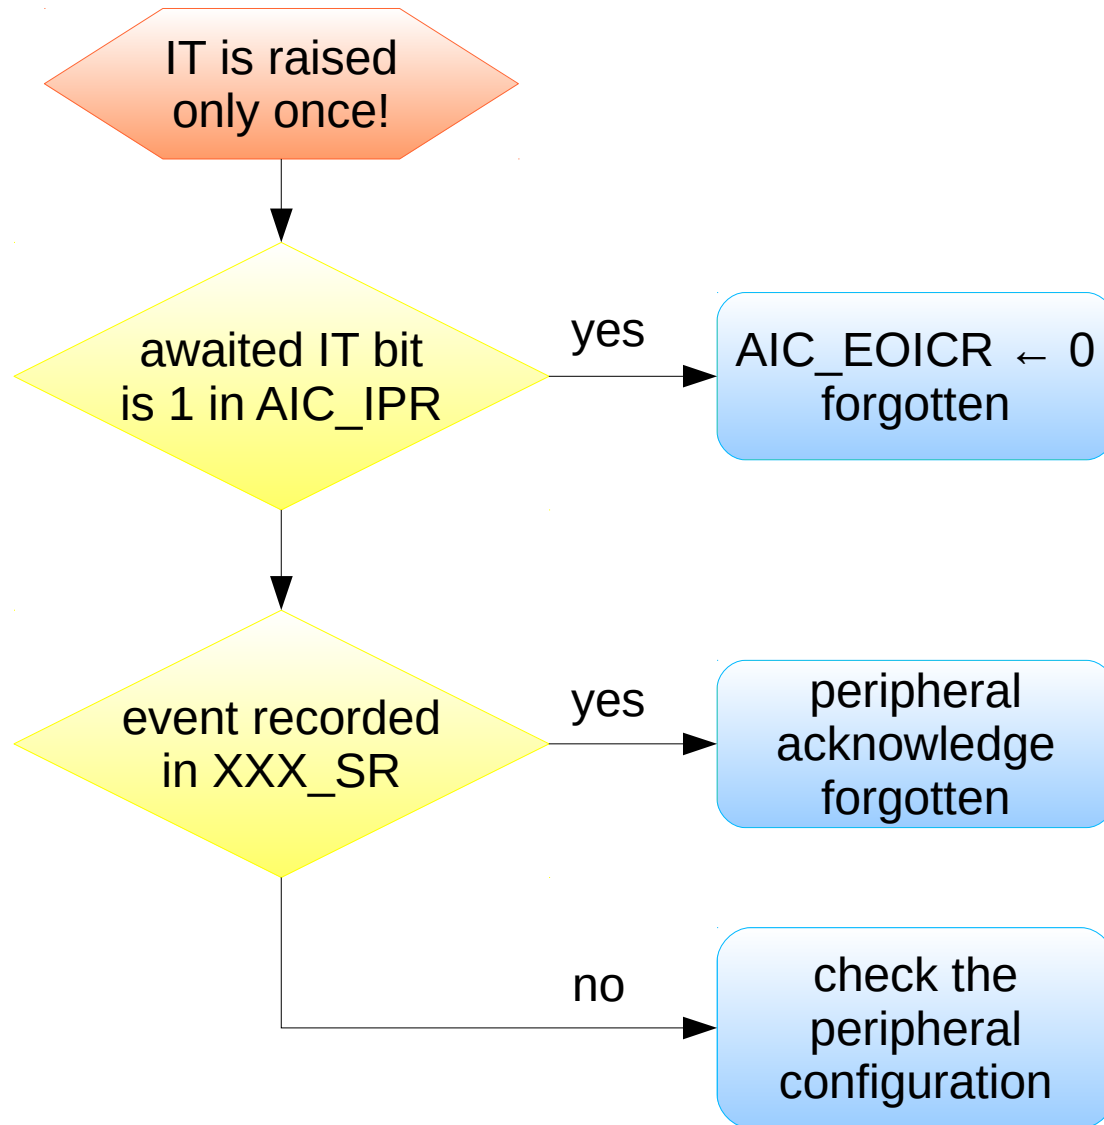 IT is raised
only once!
awaited IT bit
is 1 in AIC_IPR
yes
AIC_EOICR ← 0
forgotten
event recorded
in XXX_SR
yes
peripheral
acknowledge
forgotten
no
check the
peripheral
configuration